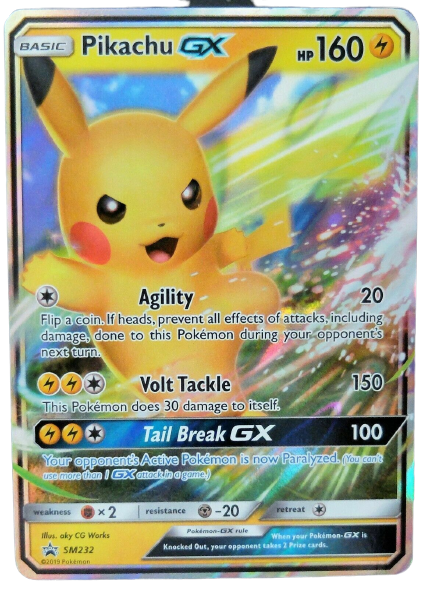 BASIC Pikachu GX HP 160
Agility 20
Flip a coin. If heads, prevent all effects of attacks, including
damage, done to this Pokémon during your opponent's
next turn.
Volt Tackle 150
This Pokémon does 30 damage to itself.
Tail Break GX 100
Your opponent's Active Pokémon is now Paralyzed. (You can't
use more than 1 GX attack in a game.)
weakness ×2 resistance -20 retreat
Illus. aky CG Works
SM232
©2019 Pokémon
Pokémon-GX rule
When your Pokémon-GX is
Knocked Out, your opponent takes 2 Prize cards.